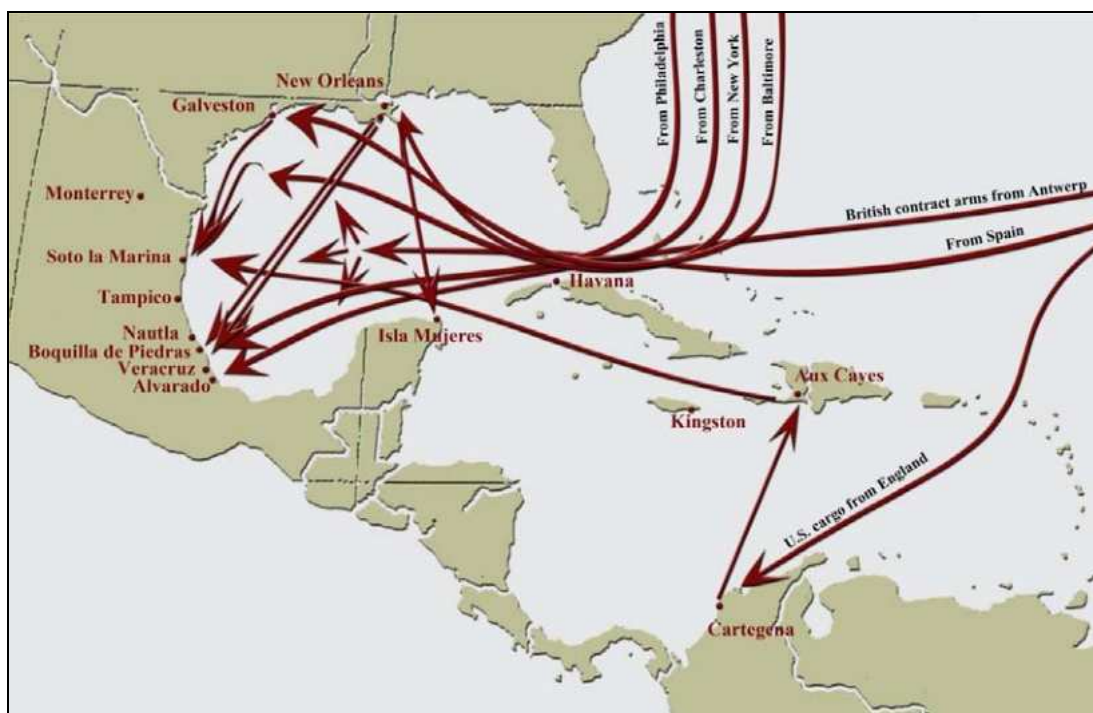 From Philadelphia
From Charleston
From New York
From Baltimore
New Orleans
Galveston
Monterrey
British contract arms from Antwerp
From Spain
Soto la Marina
Havana
Tampico
Nautla
Isla Mujeres
Boquilla de Piedras
Veracruz
Alvarado
Aux Cayes
Kingston
U.S. cargo from England
Cartegena